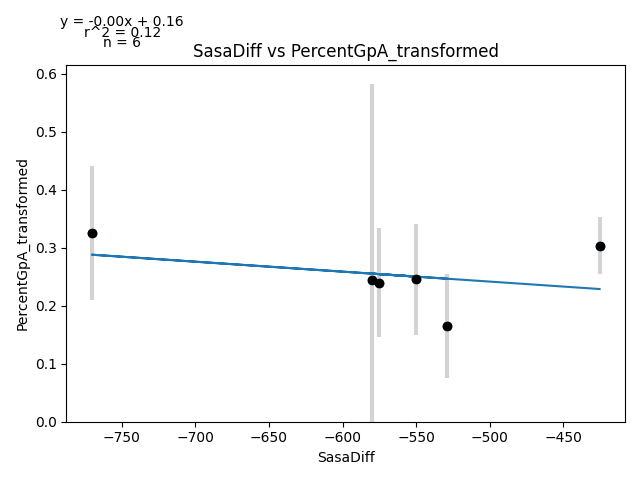 y = -0.00x + 0.16
r^2 = 0.12
n = 6
SasaDiff vs PercentGpA_transformed
0.6
0.5
0.4
0.3
0.2
0.1
0.0
PercentGpA_transformed
−750
−700
−650
−600
−550
−500
−450
SasaDiff